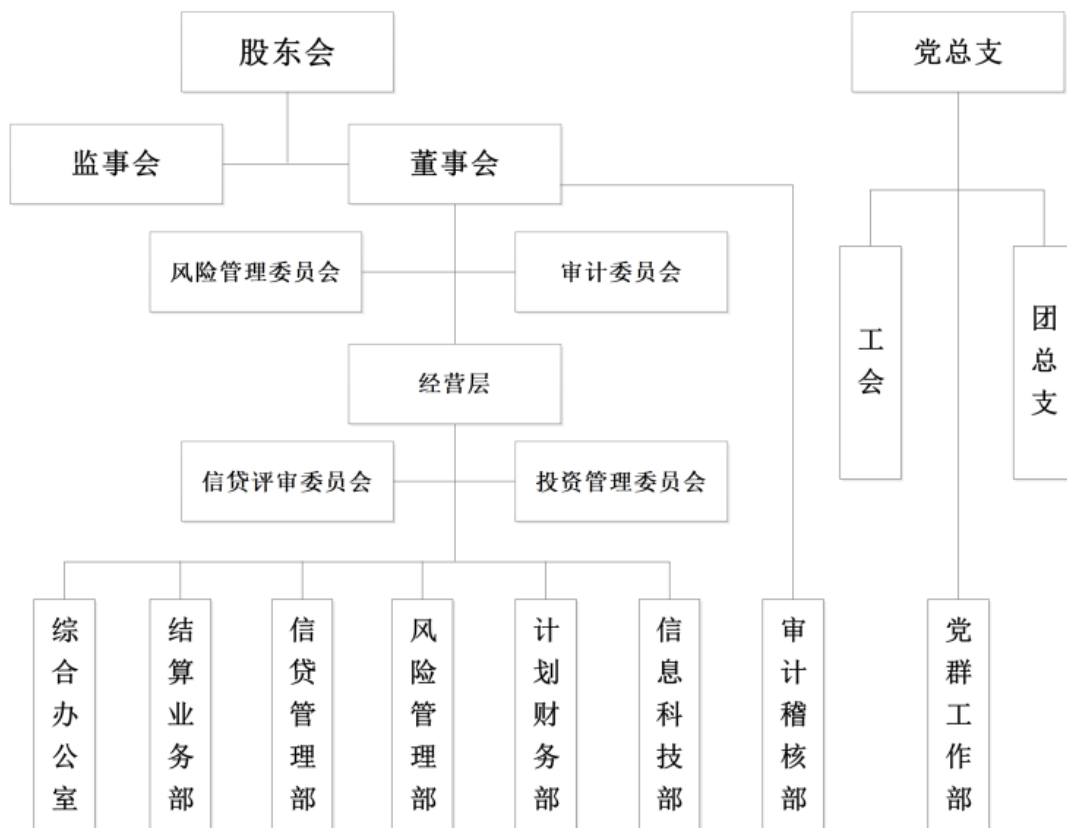 股东会
党总支
监事会
董事会
风险管理委员会
审计委员会
工会
团总支
经营层
信贷评审委员会
投资管理委员会
综合办公室
结算业务部
信贷管理部
风险管理部
计划财务部
信息科技部
审计稽核部
党群工作部